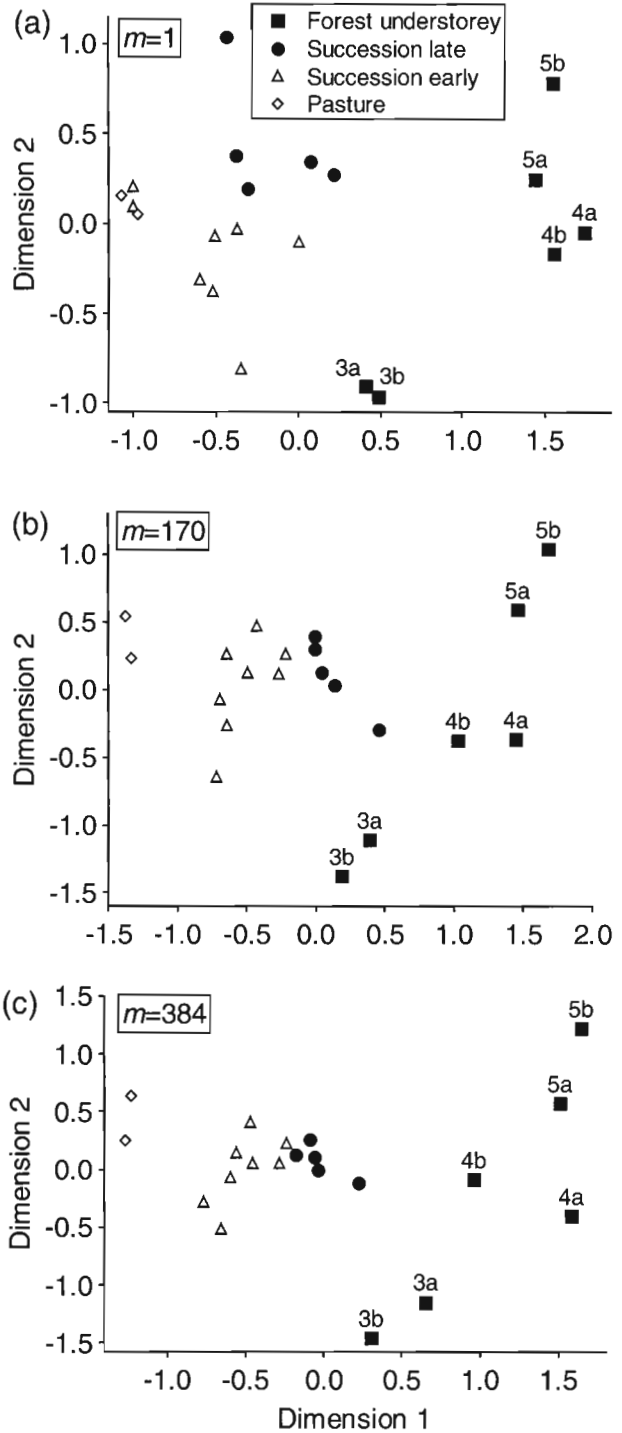 (a)
m=1
Forest understorey
Succession late
Succession early
Pasture
1.0
0.5
0.0
-0.5
-1.0
Dimension 2
5b
5a
4a
4b
3a
3b
-1.0 -0.5 0.0 0.5 1.0 1.5
(b)
m=170
1.0
0.5
0.0
-0.5
-1.0
-1.5
Dimension 2
5b
5a
4b
4a
3a
3b
-1.5 -1.0 -0.5 0.0 0.5 1.0 1.5 2.0
(c)
m=384
1.5
1.0
0.5
0.0
-0.5
-1.0
-1.5
Dimension 2
5b
5a
4b
4a
3a
3b
-1.0 -0.5 0.0 0.5 1.0 1.5
Dimension 1